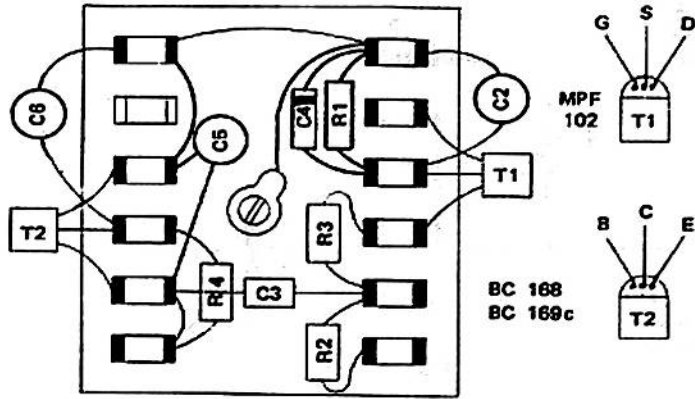 C6
C5
C4
R1
C2
T1
T2
R4
C3
R3
R2
MPF
102
G S D
T1
BC 168
BC 169c
B C E
T2